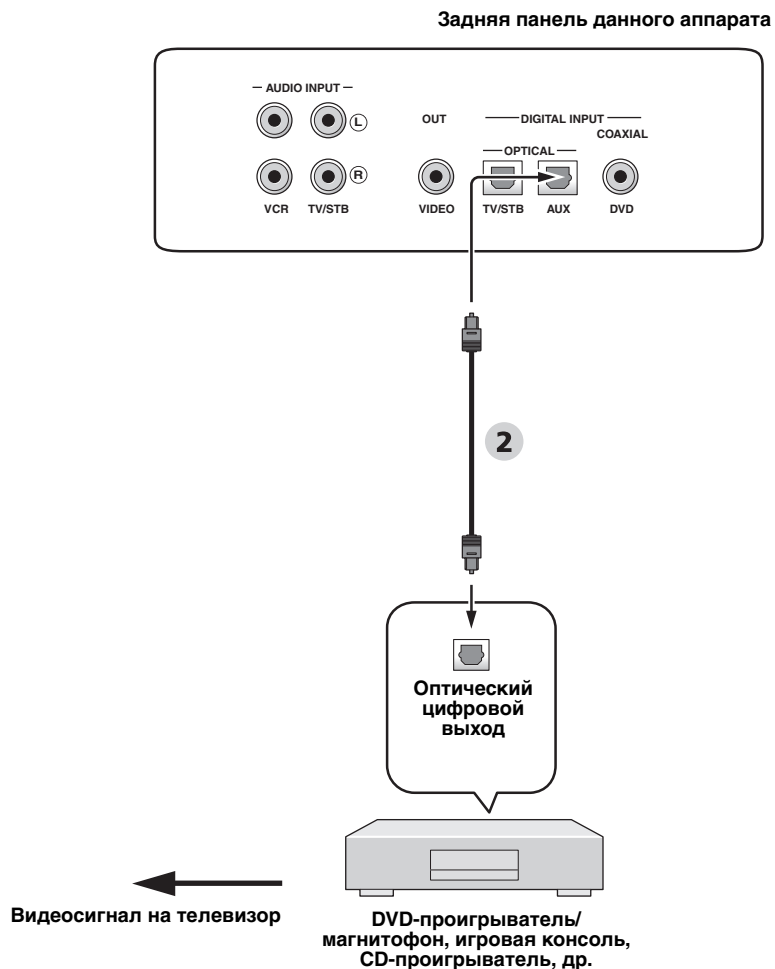 Задняя панель данного аппарата
AUDIO INPUT
L
OUT
DIGITAL INPUT
COAXIAL
OPTICAL
R
VCR TV/STB VIDEO TV/STB AUX DVD
2
Оптический
цифровой
выход
Видеосигнал на телевизор
DVD-проигрыватель/
магнитофон, игровая консоль,
CD-проигрыватель, др.